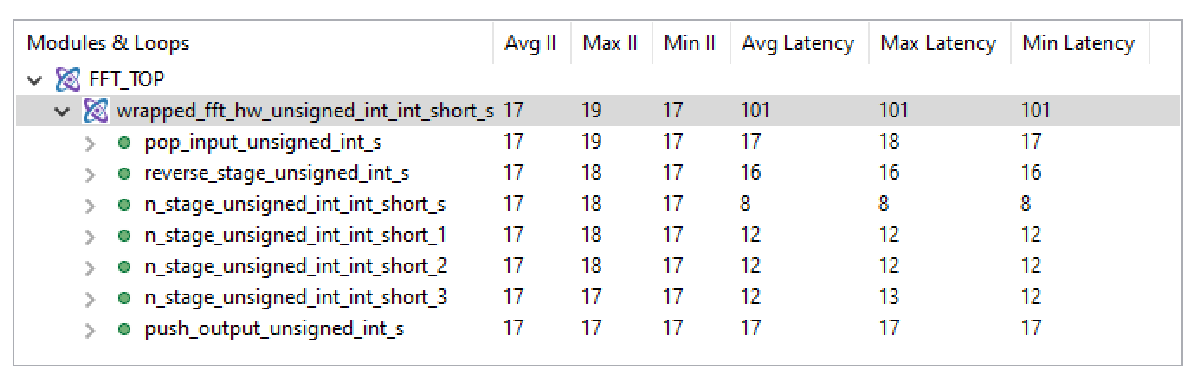 Modules & Loops Avg II Max II Min II Avg Latency Max Latency Min Latency
FFT_TOP
wrapped_fft_hw_unsigned_int_int_short_s 17 19 17 101 101 101
pop_input_unsigned_int_s 17 19 17 17 18 17
reverse_stage_unsigned_int_s 17 18 17 16 16 16
n_stage_unsigned_int_int_short_s 17 18 17 8 8 8
n_stage_unsigned_int_int_short_1 17 18 17 12 12 12
n_stage_unsigned_int_int_short_2 17 18 17 12 12 12
n_stage_unsigned_int_int_short_3 17 17 17 12 13 12
push_output_unsigned_int_s 17 17 17 17 17 17